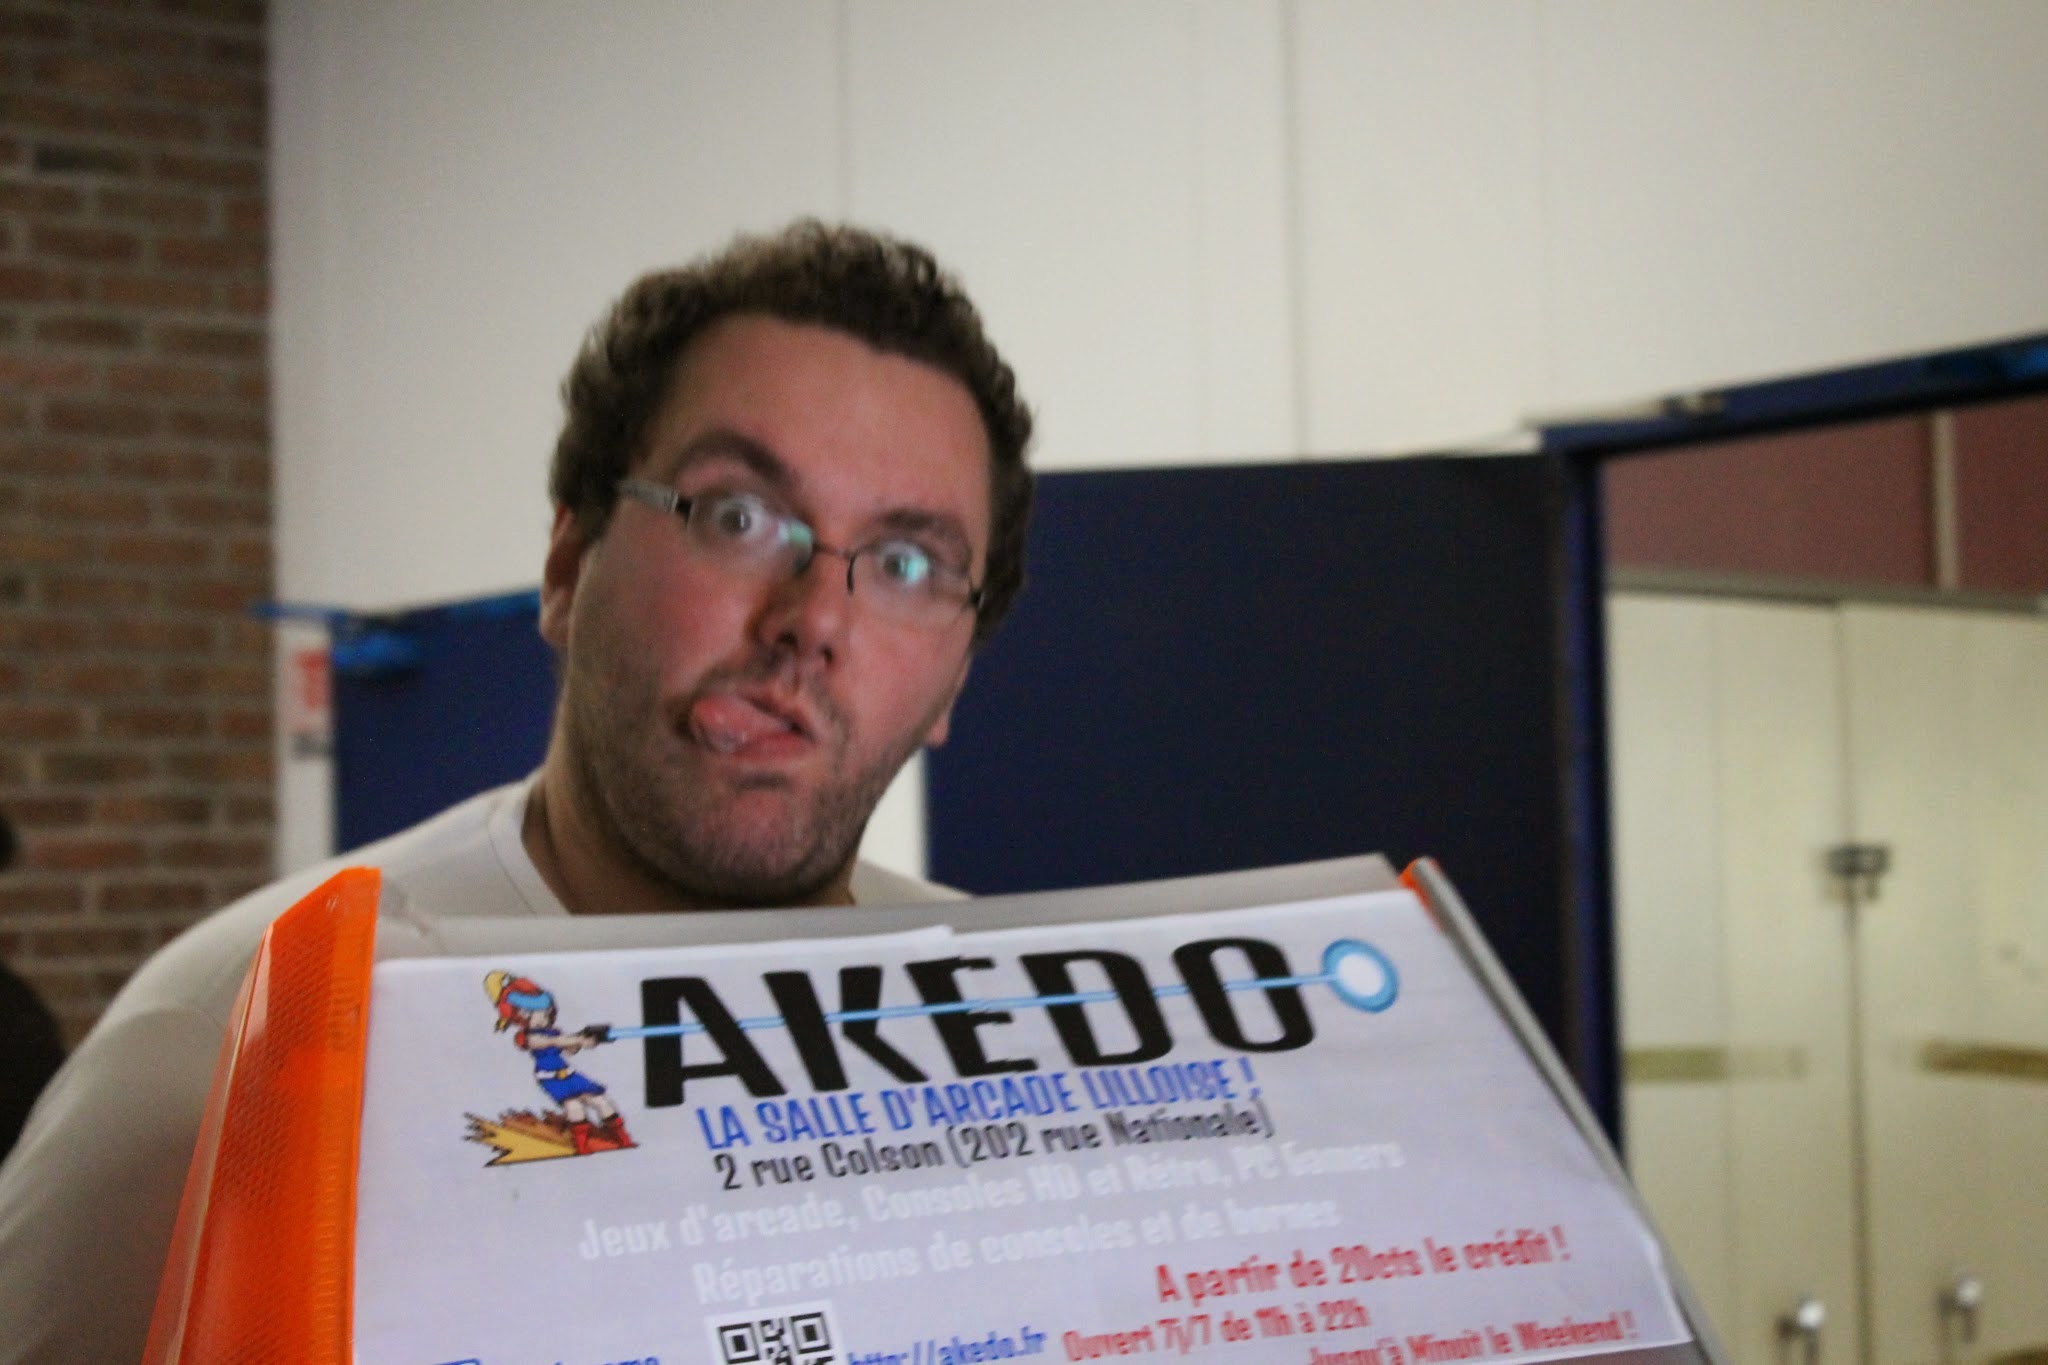 AKEDO
LA SALLE D'ARCADE LILLOISE !
2 rue Colson (202 rue Nationale)
Jeux d'arcade, Consoles HD et Rétro, PC Gamers
Réparations de consoles et de bornes
A partir de 20cts le crédit !
Ouvert 7j/7 de 11h à 22h
http://akedo.fr
Jusqu'à Minuit le Weekend !